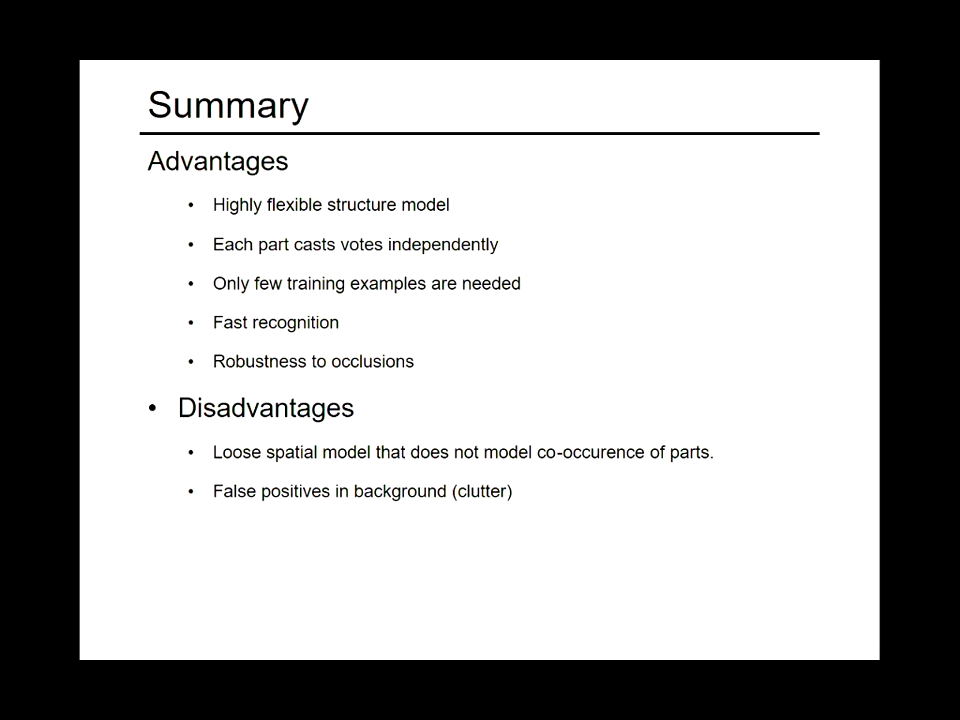 Summary
Advantages
• Highly flexible structure model
• Each part casts votes independently
• Only few training examples are needed
• Fast recognition
• Robustness to occlusions
• Disadvantages
• Loose spatial model that does not model co-occurence of parts.
• False positives in background (clutter)